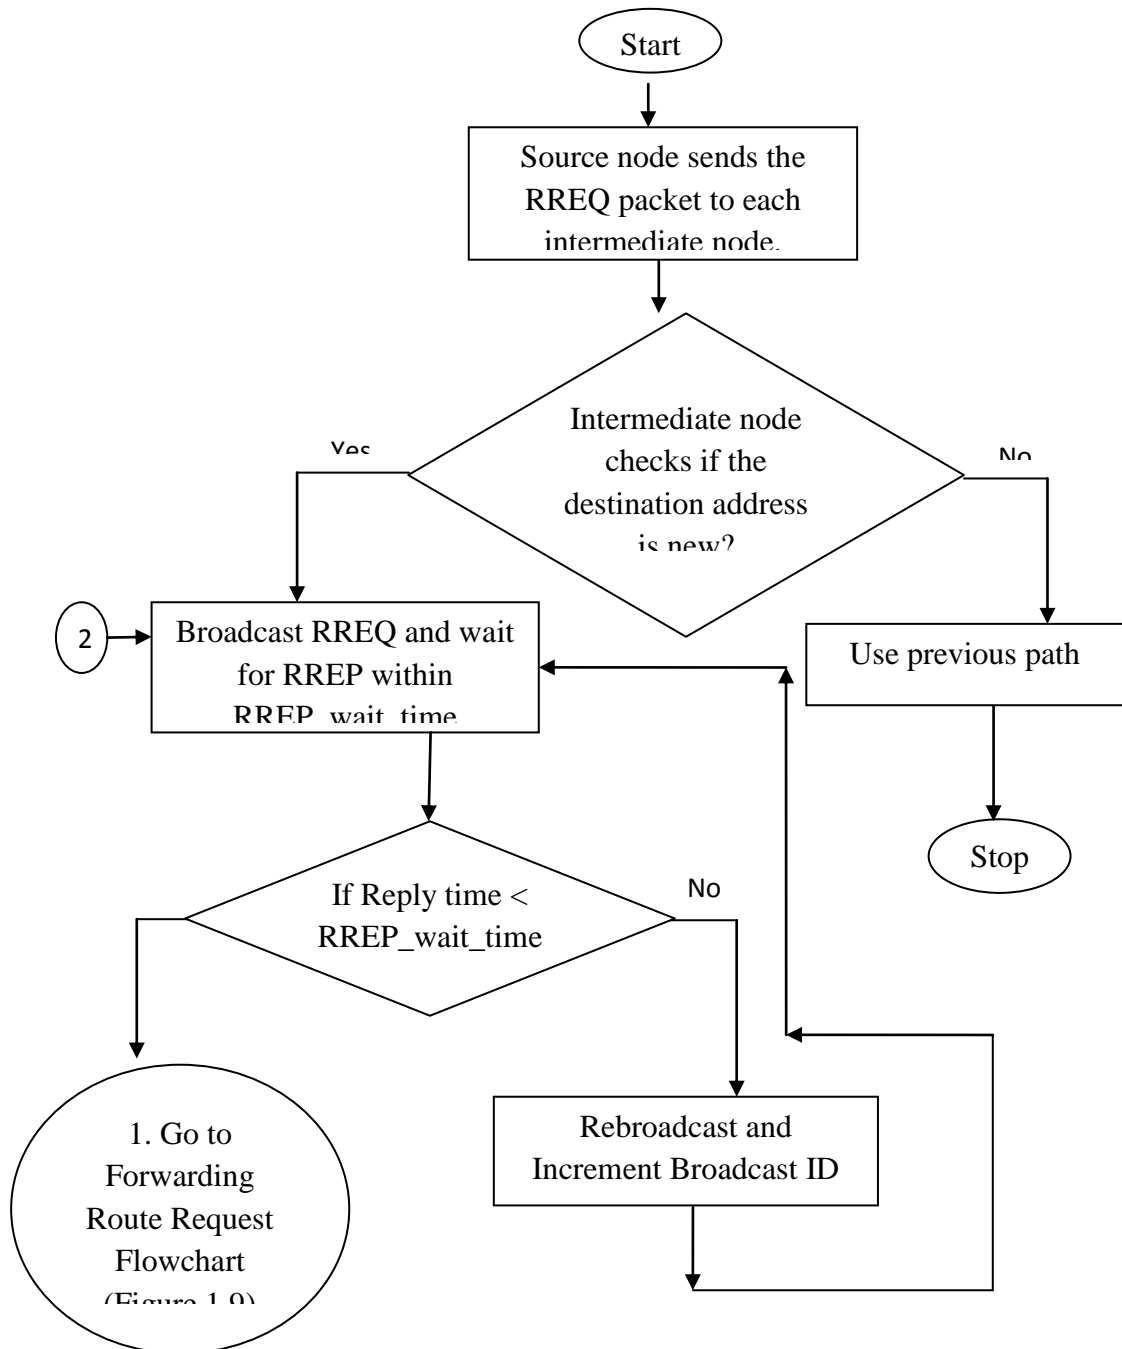 Start
Source node sends the
RREQ packet to each
intermediate node.
Intermediate node
checks if the
destination address
is new?
Yes
No
2
Broadcast RREQ and wait
for RREP within
RREP_wait_time
Use previous path
Stop
If Reply time <
RREP_wait_time
No
1. Go to
Forwarding
Route Request
Flowchart
(Figure 1.9)
Rebroadcast and
Increment Broadcast ID